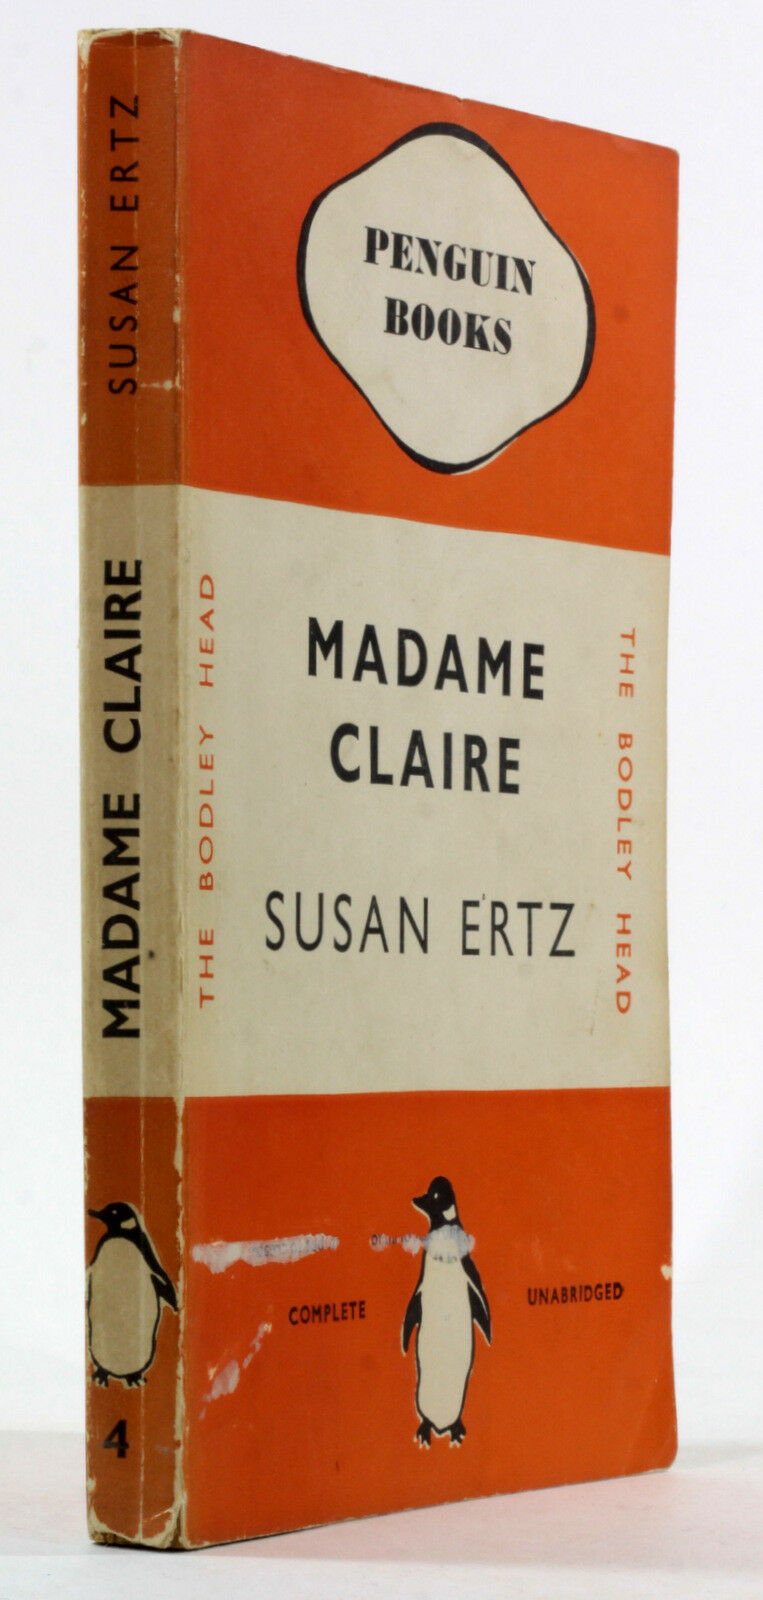 SUSAN ERTZ
MADAME CLAIRE
4
PENGUIN
BOOKS
THE BODLEY HEAD
MADAME
CLAIRE
SUSAN ERTZ
THE BODLEY HEAD
COMPLETE
UNABRIDGED